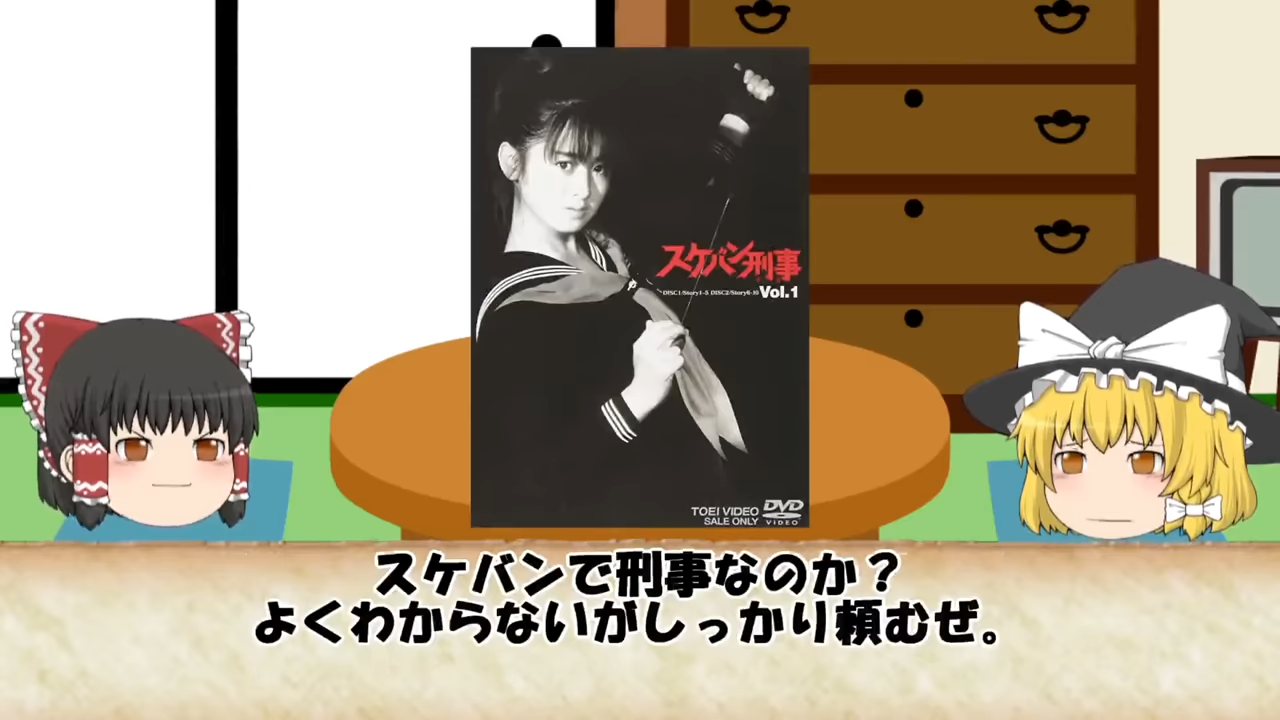 スケバン刑事
DISC1/Story1-5 DISC2/Story6-10 Vol.1
TOEI VIDEO
SALE ONLY
DVD
VIDEO
スケバンで刑事なのか？
よくわからないがしっかり頼むぜ。